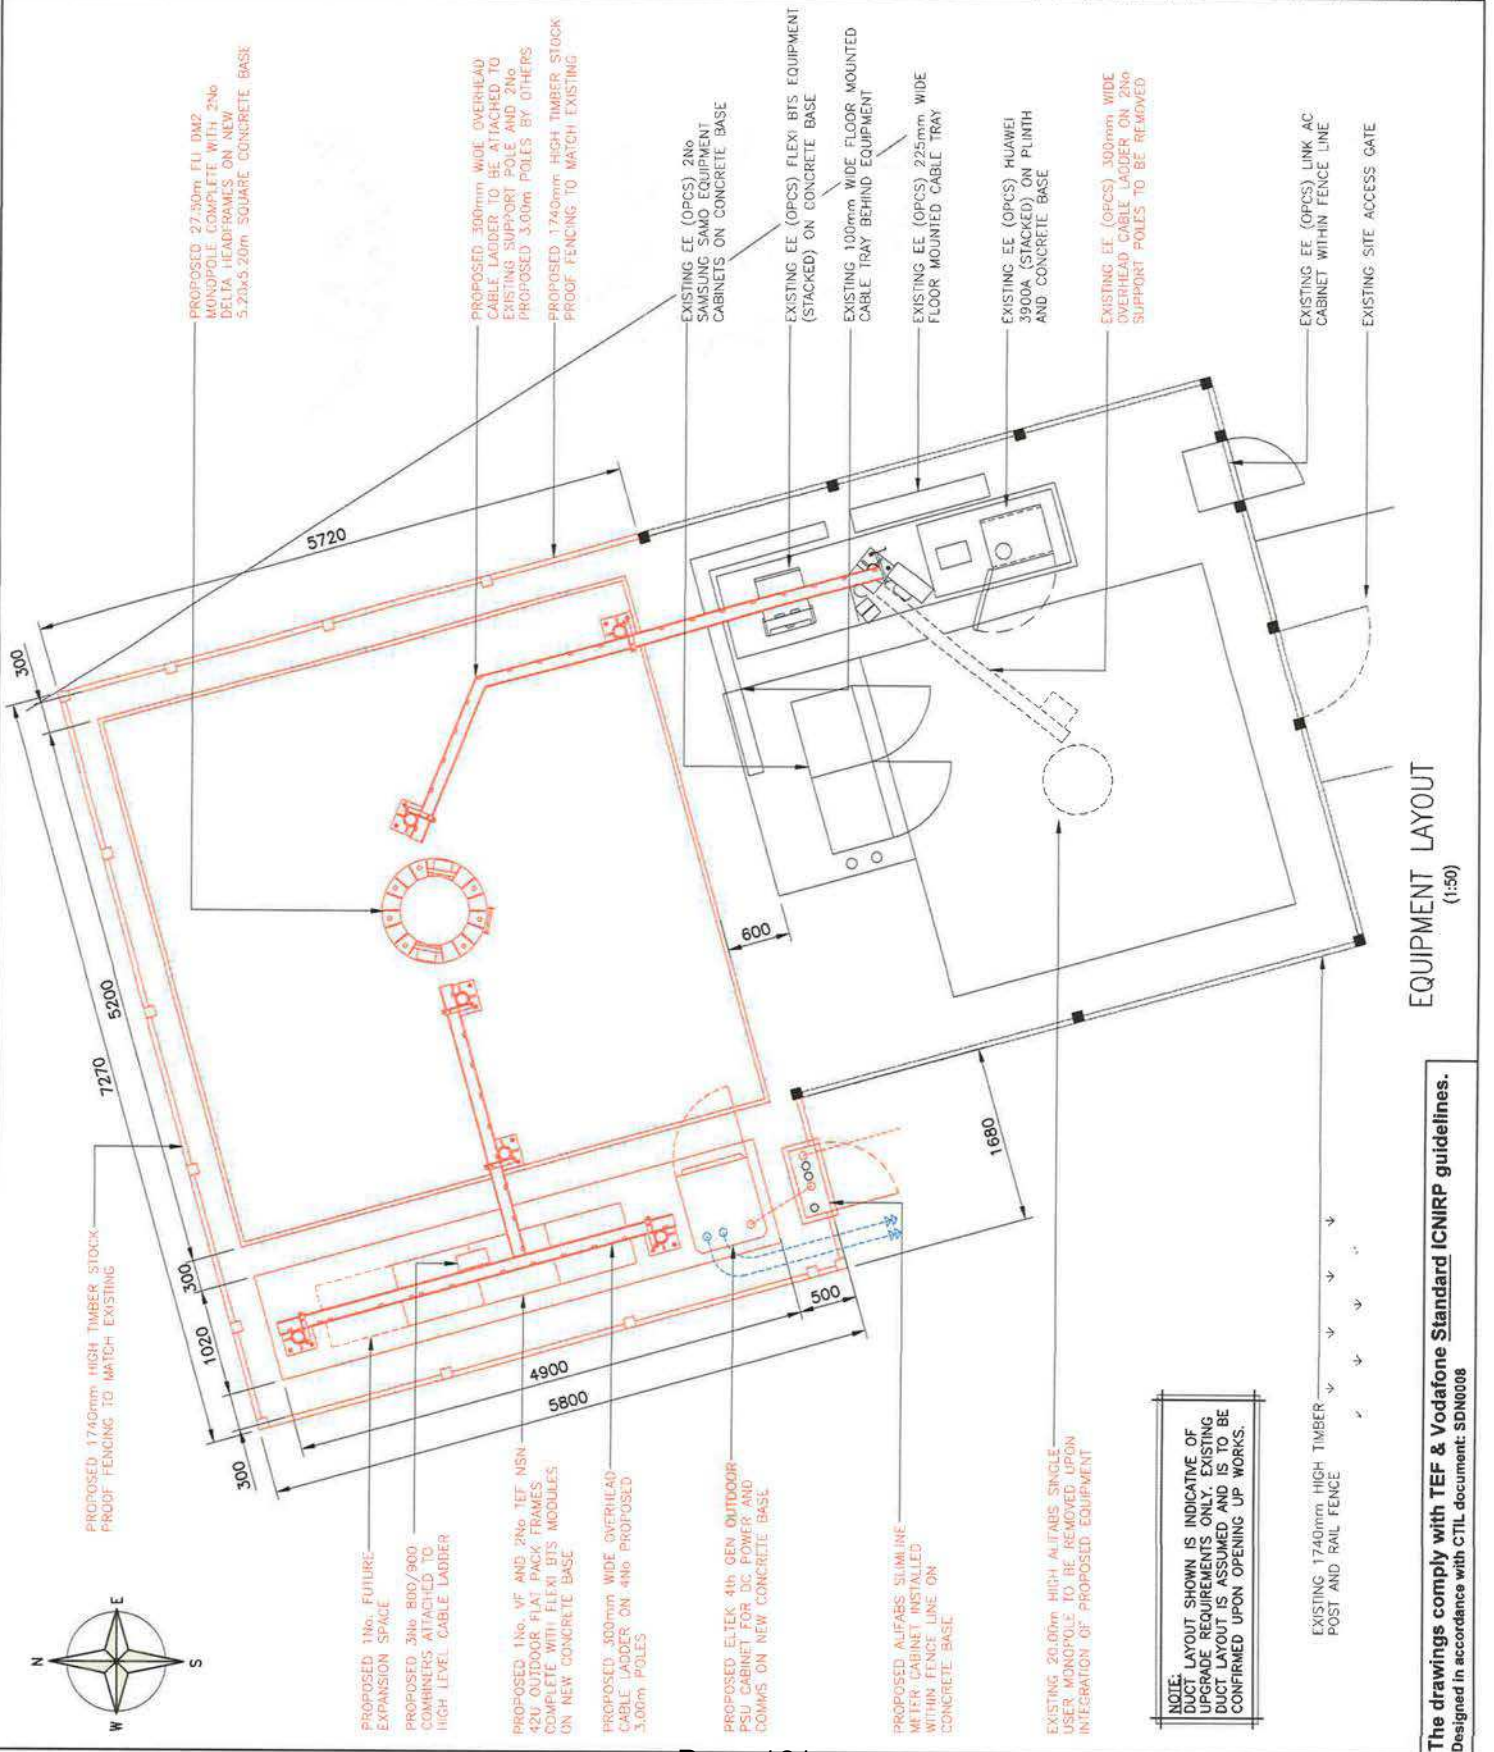 N
E
S
W
PROPOSED 1740mm HIGH TIMBER STOCK
PROOF FENCING TO MATCH EXISTING
PROPOSED 27.50m FLI DM2
MONOPOLE COMPLETE WITH 2No
DELTA HEADFRAMES ON NEW
5.20x5.20m SQUARE CONCRETE BASE
PROPOSED 300mm WIDE OVERHEAD
CABLE LADDER TO BE ATTACHED TO
EXISTING SUPPORT POLE AND 2No
PROPOSED 3.00m POLES BY OTHERS
PROPOSED 1740mm HIGH TIMBER STOCK
PROOF FENCING TO MATCH EXISTING
EXISTING EE (OPCS) 2No
SAMSUNG SAMO EQUIPMENT
CABINETS ON CONCRETE BASE
EXISTING EE (OPCS) FLEXI BTS EQUIPMENT
(STACKED) ON CONCRETE BASE
EXISTING 100mm WIDE FLOOR MOUNTED
CABLE TRAY BEHIND EQUIPMENT
EXISTING EE (OPCS) 225mm WIDE
FLOOR MOUNTED CABLE TRAY
EXISTING EE (OPCS) HUAWEI
3900A (STACKED) ON PLINTH
AND CONCRETE BASE
EXISTING EE (OPCS) 300mm WIDE
OVERHEAD CABLE LADDER ON 2No
SUPPORT POLES TO BE REMOVED
EXISTING EE (OPCS) LINK AC
CABINET WITHIN FENCE LINE
EXISTING SITE ACCESS GATE
300
5720
7270
5200
300
1020
300
4900
5800
500
600
1680
PROPOSED 1No. FUTURE
EXPANSION SPACE
PROPOSED 3No 800/900
COMBINERS ATTACHED TO
HIGH LEVEL CABLE LADDER
PROPOSED 1No. VF AND 2No TEF NSN
42U OUTDOOR FLAT PACK FRAMES
COMPLETE WITH FLEXI BTS MODULES
ON NEW CONCRETE BASE
PROPOSED 300mm WIDE OVERHEAD
CABLE LADDER ON 4No PROPOSED
3.00m POLES
PROPOSED ELTEK 4th GEN OUTDOOR
PSU CABINET FOR DC POWER AND
COMMS ON NEW CONCRETE BASE
PROPOSED ALIFABS SLIMLINE
METER CABINET INSTALLED
WITHIN FENCE LINE ON
CONCRETE BASE
EXISTING 20.00m HIGH ALIFABS SINGLE
USER MONOPOLE TO BE REMOVED UPON
INTEGRATION OF PROPOSED EQUIPMENT
NOTE:
DUCT LAYOUT SHOWN IS INDICATIVE OF
UPGRADE REQUIREMENTS ONLY. EXISTING
DUCT LAYOUT IS ASSUMED AND IS TO BE
CONFIRMED UPON OPENING UP WORKS.
EXISTING 1740mm HIGH TIMBER
POST AND RAIL FENCE
EQUIPMENT LAYOUT
(1:50)
The drawings comply with TEF & Vodafone Standard ICNIRP guidelines.
Designed in accordance with CTIL document: SDN0008